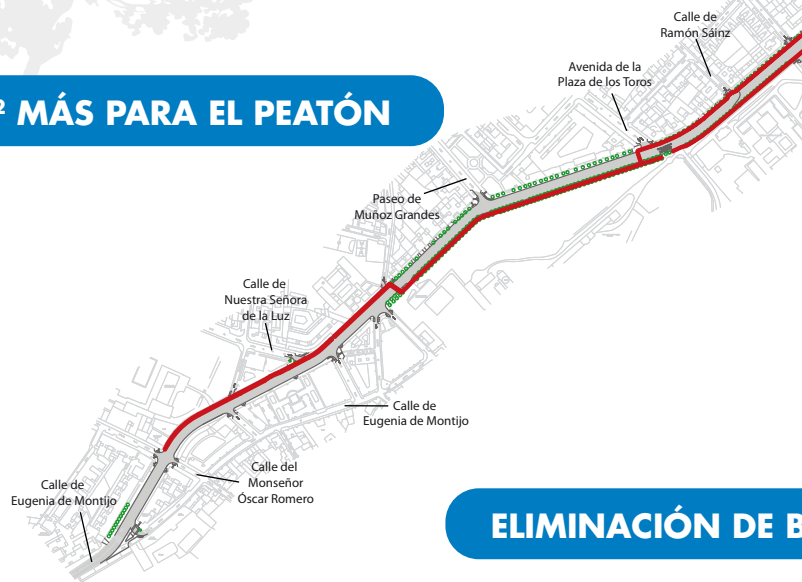 Calle de
Ramón Sáinz
Avenida de la
Plaza de los Toros
² MÁS PARA EL PEATÓN
Paseo de
Muñoz Grandes
Calle de
Nuestra Señora
de la Luz
Calle de
Eugenia de Montijo
Calle del
Monseñor
Óscar Romero
Calle de
Eugenia de Montijo
ELIMINACIÓN DE